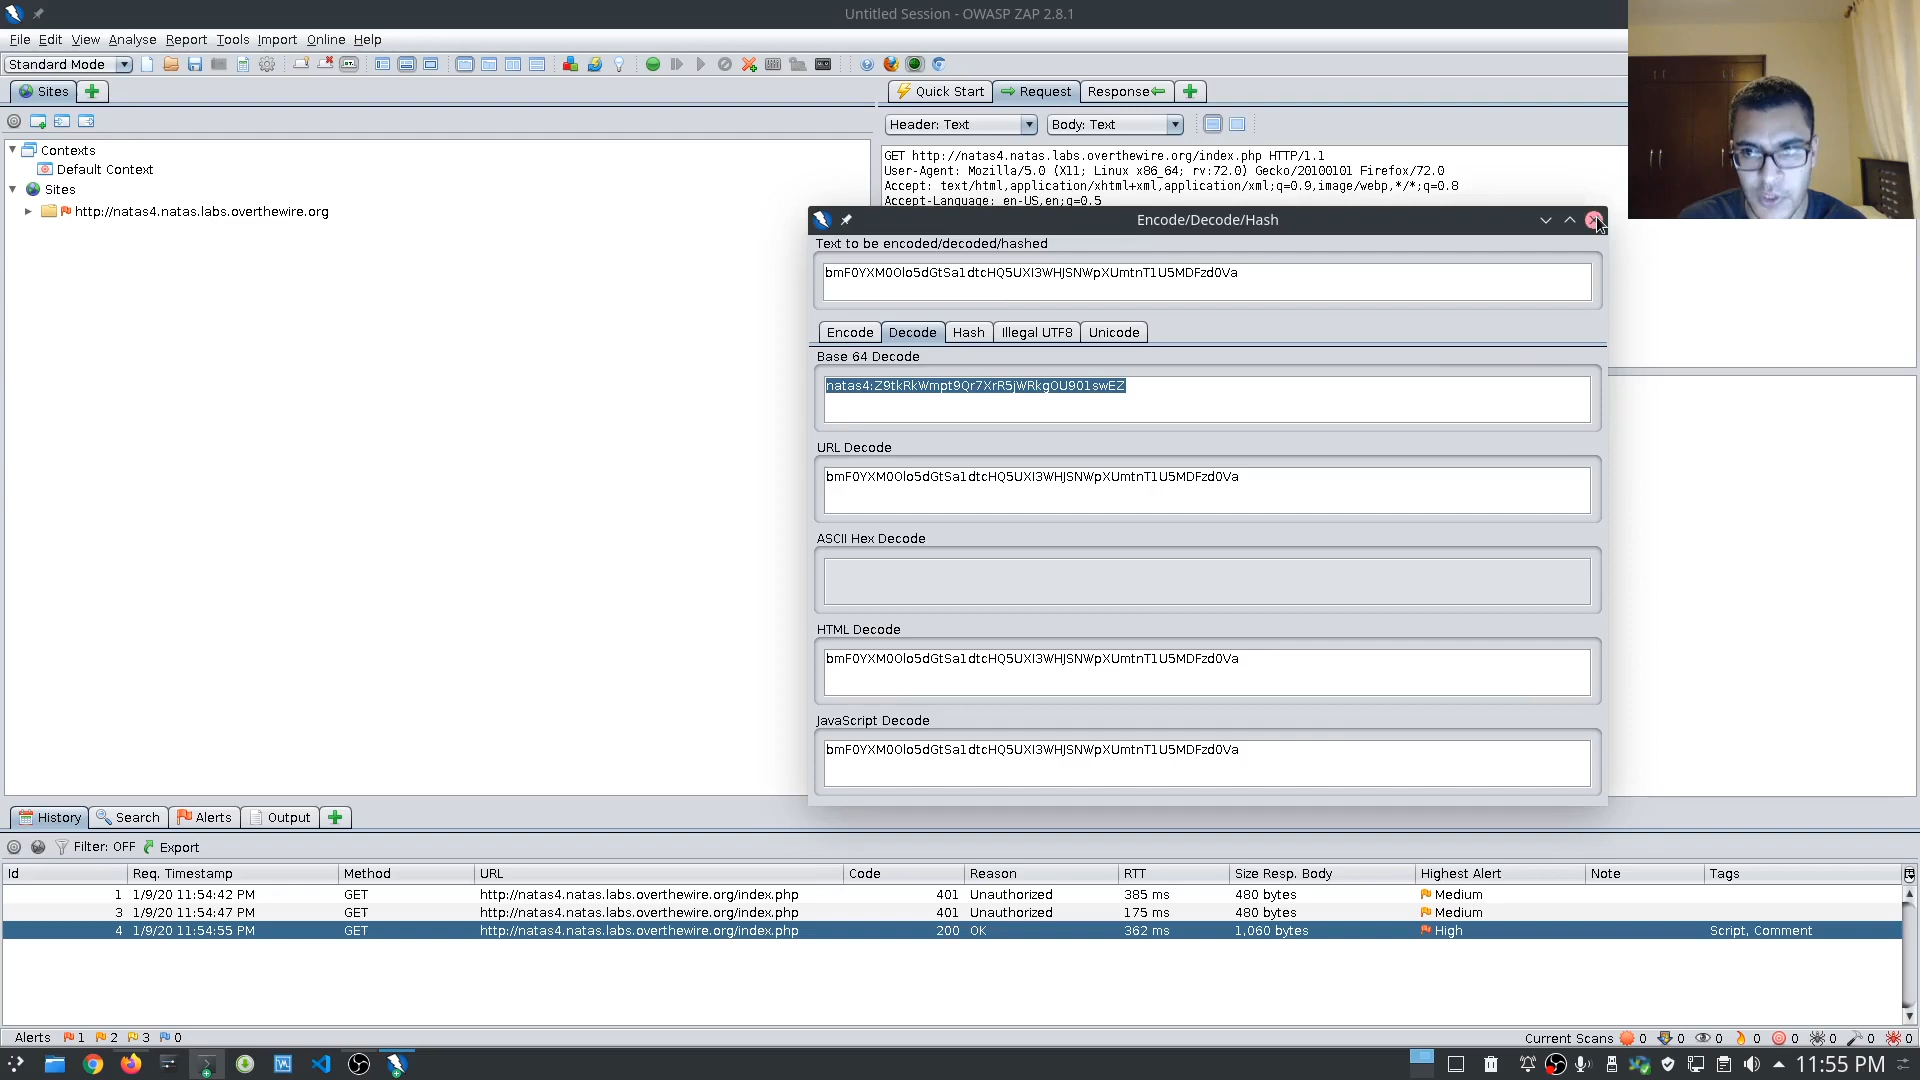 Untitled Session - OWASP ZAP 2.8.1
File Edit View Analyse Report Tools Import Online Help
Standard Mode
Sites
Quick Start Request Response
Header: Text Body: Text
Contexts
Default Context
Sites
http://natas4.natas.labs.overthewire.org
GET http://natas4.natas.labs.overthewire.org/index.php HTTP/1.1
User-Agent: Mozilla/5.0 (X11; Linux x86_64; rv:72.0) Gecko/20100101 Firefox/72.0
Accept: text/html,application/xhtml+xml,application/xml;q=0.9,image/webp,*/*;q=0.8
Accept-Language: en-US,en;q=0.5
Encode/Decode/Hash
Text to be encoded/decoded/hashed
bmF0YXM0Olo5dGtSa1dtcHQ5UXI3WHJSNWpXUmtnT1U5MDFzd0Va
Encode Decode Hash Illegal UTF8 Unicode
Base 64 Decode
natas4:Z9tkRkWmpt9Qr7XrR5jWRkgOU901swEZ
URL Decode
bmF0YXM0Olo5dGtSa1dtcHQ5UXI3WHJSNWpXUmtnT1U5MDFzd0Va
ASCII Hex Decode
HTML Decode
bmF0YXM0Olo5dGtSa1dtcHQ5UXI3WHJSNWpXUmtnT1U5MDFzd0Va
JavaScript Decode
bmF0YXM0Olo5dGtSa1dtcHQ5UXI3WHJSNWpXUmtnT1U5MDFzd0Va
History Search Alerts Output
Filter: OFF Export
Id Req. Timestamp Method URL Code Reason RTT Size Resp. Body Highest Alert Note Tags
1 1/9/20 11:54:42 PM GET http://natas4.natas.labs.overthewire.org/index.php 401 Unauthorized 385 ms 480 bytes Medium
3 1/9/20 11:54:47 PM GET http://natas4.natas.labs.overthewire.org/index.php 401 Unauthorized 175 ms 480 bytes Medium
4 1/9/20 11:54:55 PM GET http://natas4.natas.labs.overthewire.org/index.php 200 OK 362 ms 1,060 bytes High Script, Comment
Alerts 1 2 3 0 Current Scans 0 0 0 0 0 0 0 0
11:55 PM